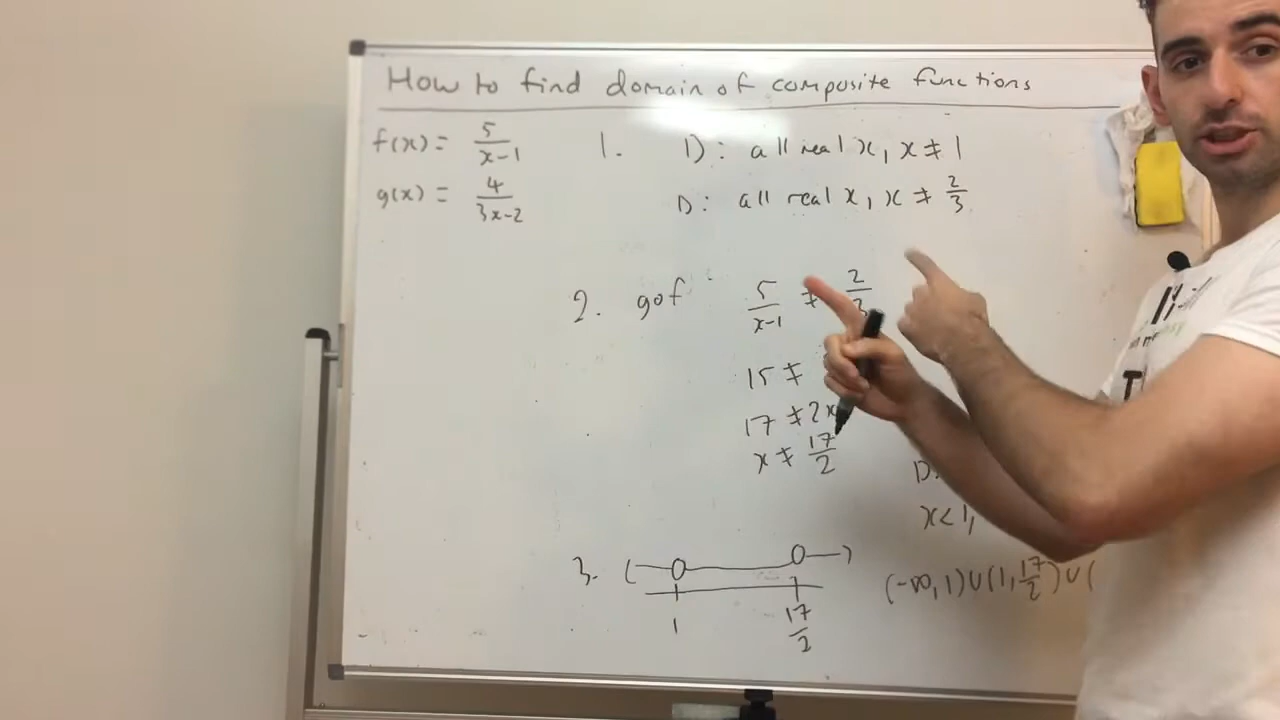 How to find domain of composite functions
f(x) = 5/(x-1)
g(x) = 4/(3x-2)
1. D: all real x, x ≠ 1
D: all real x, x ≠ 2/3
2. gof 5/(x-1) ≠ 2/3
15 ≠
17 ≠ 2x
x ≠ 17/2
D:
x<1,
3.
1 17/2
(-∞, 1)∪(1, 17/2)∪(